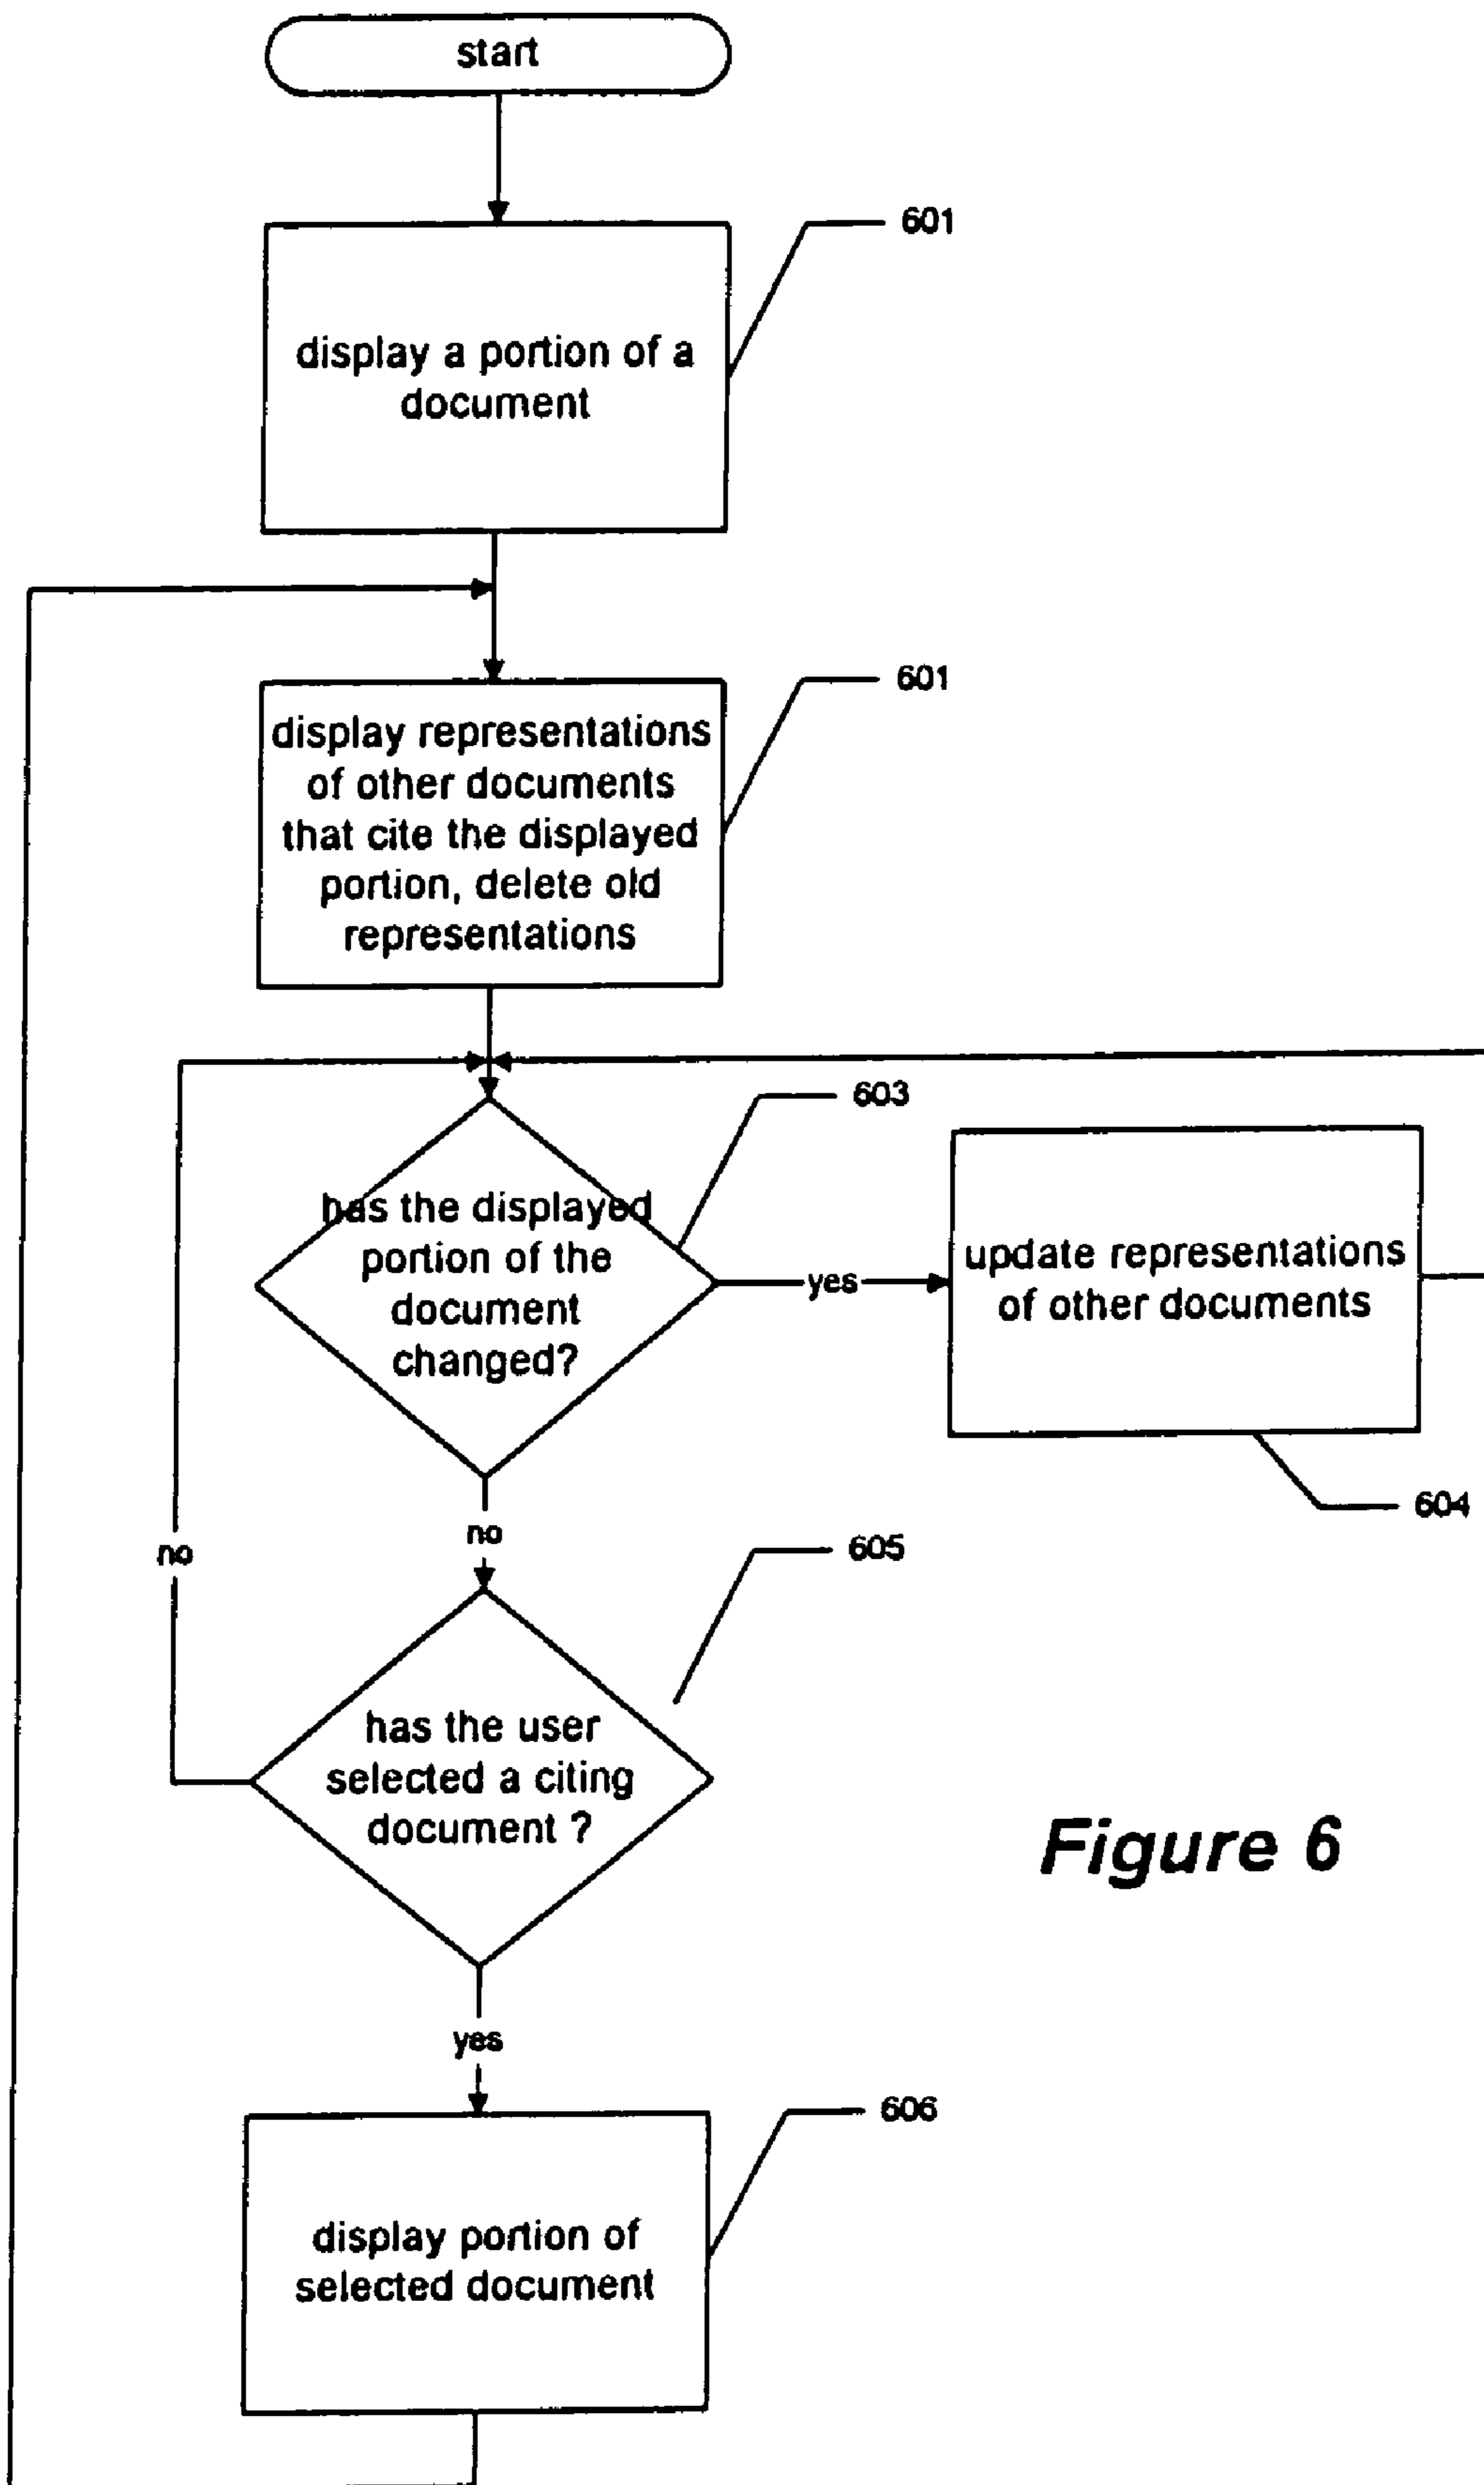 start
601
display a portion of a
document
601
display representations
of other documents
that cite the displayed
portion, delete old
representations
603
has the displayed
portion of the
document
changed?
yes
update representations
of other documents
604
no
no
605
has the user
selected a citing
document ?
Figure 6
yes
606
display portion of
selected document